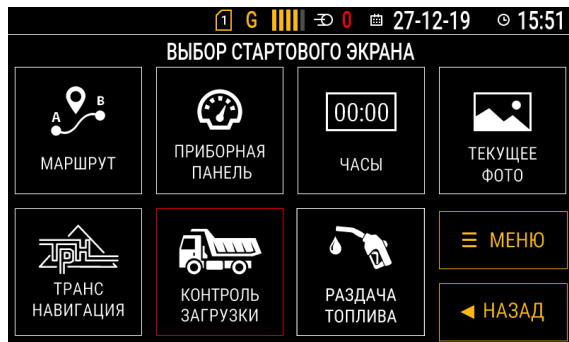 1 G 0 27-12-19 15:51
ВЫБОР СТАРТОВОГО ЭКРАНА
A B
МАРШРУТ
ПРИБОРНАЯ
ПАНЕЛЬ
00:00
ЧАСЫ
ТЕКУЩЕЕ
ФОТО
ТРН
ТРАНС
НАВИГАЦИЯ
КОНТРОЛЬ
ЗАГРУЗКИ
РАЗДАЧА
ТОПЛИВА
МЕНЮ
НАЗАД